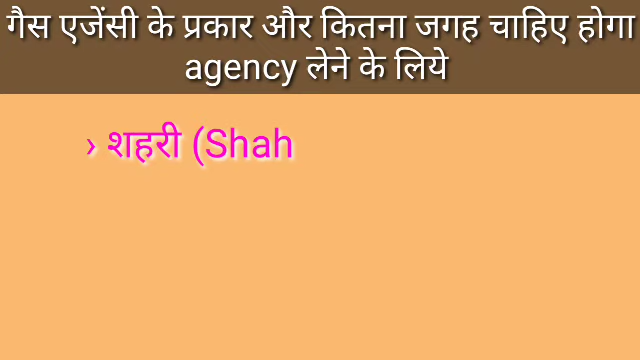 गैस एजेंसी के प्रकार और कितना जगह चाहिए होगा
agency लेने के लिये
› शहरी (Shah